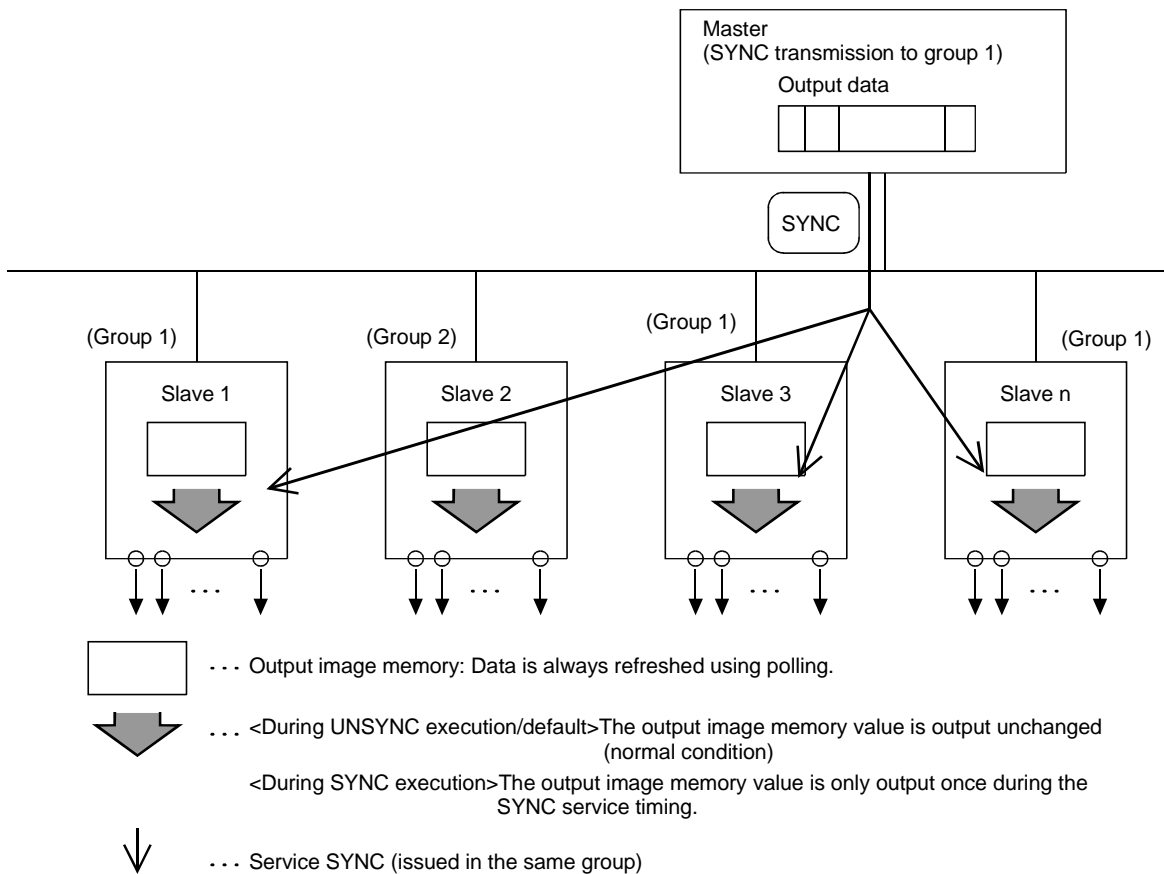 Master
(SYNC transmission to group 1)
Output data
SYNC
(Group 1)
(Group 2)
(Group 1)
(Group 1)
Slave 1
Slave 2
Slave 3
Slave n
...
...
...
...
... Output image memory: Data is always refreshed using polling.
... <During UNSYNC execution/default>The output image memory value is output unchanged
(normal condition)
<During SYNC execution>The output image memory value is only output once during the
SYNC service timing.
... Service SYNC (issued in the same group)